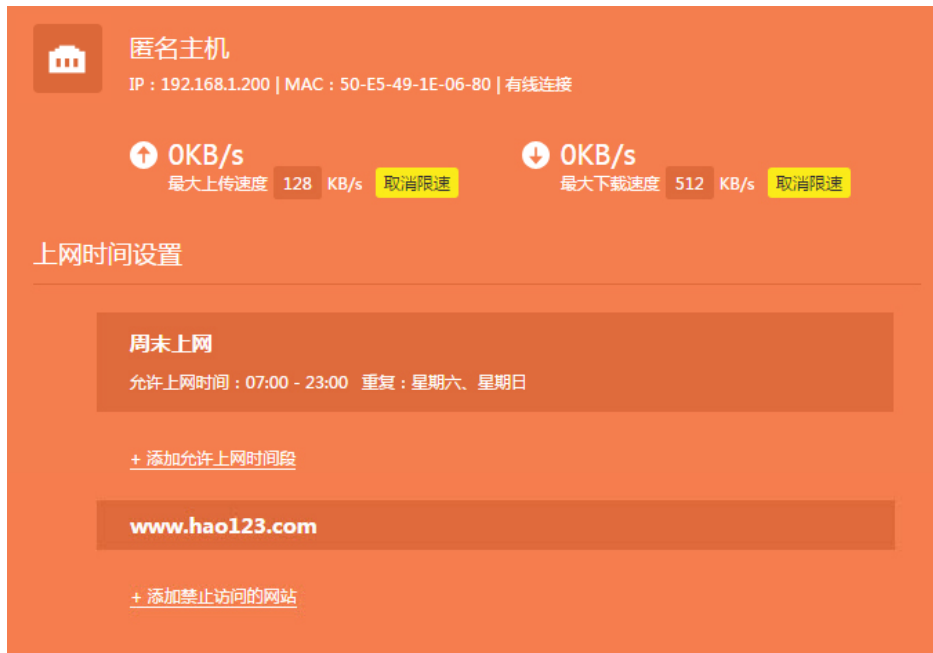 匿名主机
IP：192.168.1.200 | MAC：50-E5-49-1E-06-80 | 有线连接
0KB/s 0KB/s
最大上传速度 128 KB/s 取消限速 最大下载速度 512 KB/s 取消限速
上网时间设置
周末上网
允许上网时间：07:00 - 23:00 重复：星期六、星期日
+ 添加允许上网时间段
www.hao123.com
+ 添加禁止访问的网站